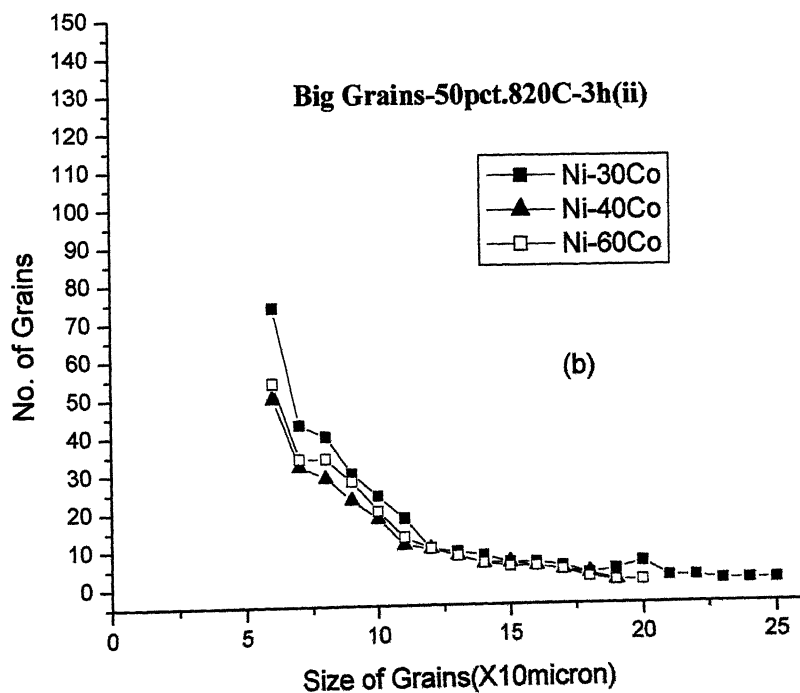 Big Grains-50pct.820C-3h(ii)
Ni-30Co
Ni-40Co
Ni-60Co
(b)
No. of Grains
150
140
130
120
110
100
90
80
70
60
50
40
30
20
10
0
0 5 10 15 20 25
Size of Grains(X10micron)